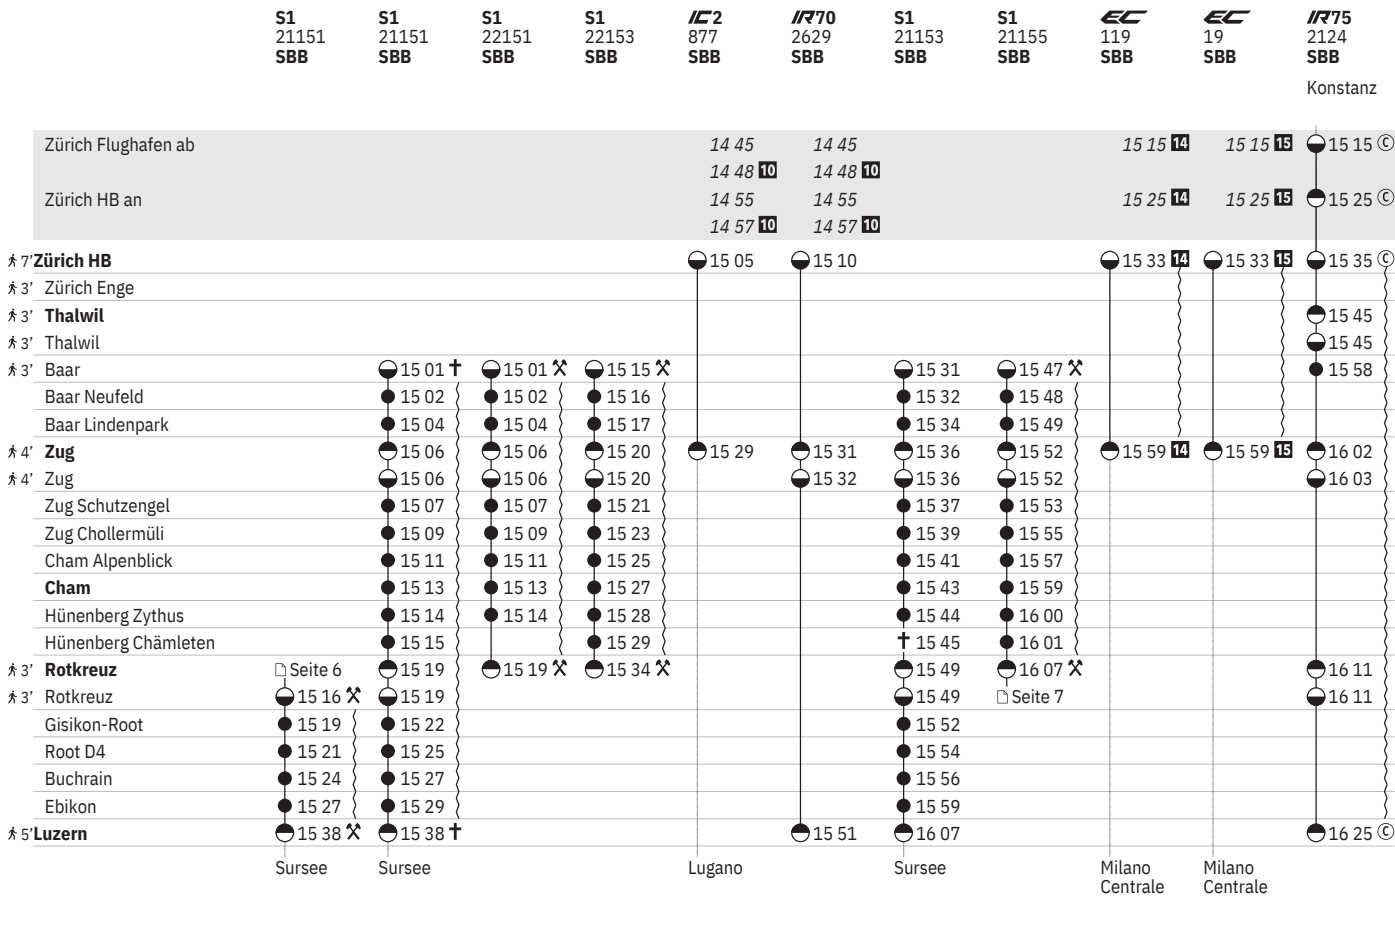 S1 S1 S1 S1 IC2 IR70 S1 S1 EC EC IR75
21151 21151 22151 22153 877 2629 21153 21155 119 19 2124
SBB SBB SBB SBB SBB SBB SBB SBB SBB SBB SBB
Konstanz
Zürich Flughafen ab 14 45 14 45 15 15 14 15 15 15 15 15 C
14 48 10 14 48 10
Zürich HB an 14 55 14 55 15 25 14 15 25 15 15 25 C
14 57 10 14 57 10
7’ Zürich HB 15 05 15 10 15 33 14 15 33 15 15 35 C
3’ Zürich Enge
3’ Thalwil 15 45
3’ Thalwil 15 45
3’ Baar 15 01 † 15 01 15 15 15 31 15 47 15 58
Baar Neufeld 15 02 15 02 15 16 15 32 15 48
Baar Lindenpark 15 04 15 04 15 17 15 34 15 49
4’ Zug 15 06 15 06 15 20 15 29 15 31 15 36 15 52 15 59 14 15 59 15 16 02
4’ Zug 15 06 15 06 15 20 15 32 15 36 15 52 16 03
Zug Schutzengel 15 07 15 07 15 21 15 37 15 53
Zug Chollermüli 15 09 15 09 15 23 15 39 15 55
Cham Alpenblick 15 11 15 11 15 25 15 41 15 57
Cham 15 13 15 13 15 27 15 43 15 59
Hünenberg Zythus 15 14 15 14 15 28 15 44 16 00
Hünenberg Chämleten 15 15 15 29 † 15 45 16 01
3’ Rotkreuz Seite 6 15 19 15 19 15 34 15 49 16 07 16 11
3’ Rotkreuz 15 16 15 19 15 49 Seite 7 16 11
Gisikon-Root 15 19 15 22 15 52
Root D4 15 21 15 25 15 54
Buchrain 15 24 15 27 15 56
Ebikon 15 27 15 29 15 59
5’ Luzern 15 38 15 38 † 15 51 16 07 16 25 C
Sursee Sursee Lugano Sursee Milano Milano
Centrale Centrale